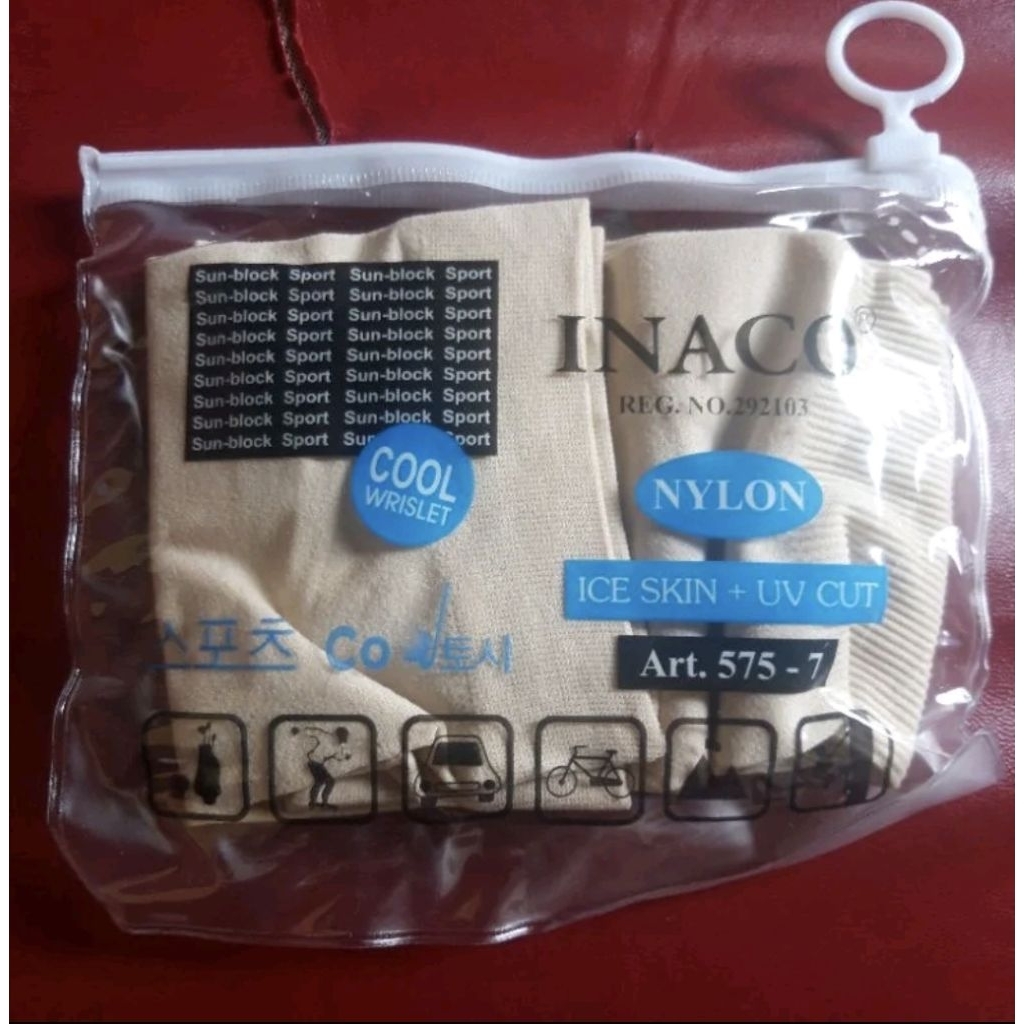 Sun-block Sport Sun-block Sport
Sun-block Sport Sun-block Sport
Sun-block Sport Sun-block Sport
Sun-block Sport Sun-block Sport
Sun-block Sport Sun-block Sport
Sun-block Sport Sun-block Sport
Sun-block Sport Sun-block Sport
Sun-block Sport Sun-block Sport
Sun-block Sport
COOL
WRISLET
스포츠 Co 토시
INACO®
REG. NO.292103
NYLON
ICE SKIN + UV CUT
Art. 575 - 7